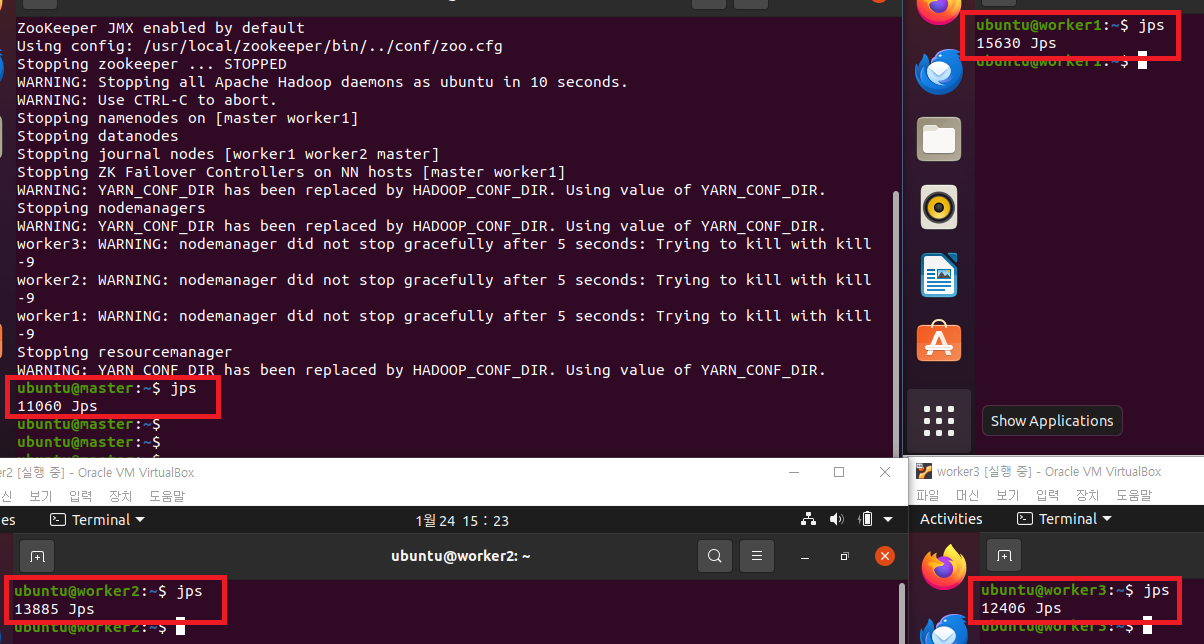 ZooKeeper JMX enabled by default
Using config: /usr/local/zookeeper/bin/../conf/zoo.cfg
Stopping zookeeper ... STOPPED
WARNING: Stopping all Apache Hadoop daemons as ubuntu in 10 seconds.
WARNING: Use CTRL-C to abort.
Stopping namenodes on [master worker1]
Stopping datanodes
Stopping journal nodes [worker1 worker2 master]
Stopping ZK Failover Controllers on NN hosts [master worker1]
WARNING: YARN_CONF_DIR has been replaced by HADOOP_CONF_DIR. Using value of YARN_CONF_DIR.
Stopping nodemanagers
WARNING: YARN_CONF_DIR has been replaced by HADOOP_CONF_DIR. Using value of YARN_CONF_DIR.
worker3: WARNING: nodemanager did not stop gracefully after 5 seconds: Trying to kill with kill
-9
worker2: WARNING: nodemanager did not stop gracefully after 5 seconds: Trying to kill with kill
-9
worker1: WARNING: nodemanager did not stop gracefully after 5 seconds: Trying to kill with kill
-9
Stopping resourcemanager
WARNING: YARN_CONF_DIR has been replaced by HADOOP_CONF_DIR. Using value of YARN_CONF_DIR.
ubuntu@master:~$ jps
11060 Jps
ubuntu@master:~$
ubuntu@master:~$
ubuntu@worker1:~$ jps
15630 Jps
ubuntu@worker1:~$
Show Applications
er2 [실행 중] - Oracle VM VirtualBox
신 보기 입력 장치 도움말
es Terminal 1월 24 15 : 23
ubuntu@worker2: ~
ubuntu@worker2:~$ jps
13885 Jps
ubuntu@worker2:~$
worker3 [실행 중] - Oracle VM VirtualBox
파일 머신 보기 입력 장치 도움말
Activities Terminal
ubuntu@worker3:~$ jps
12406 Jps
ubuntu@worker3:~$